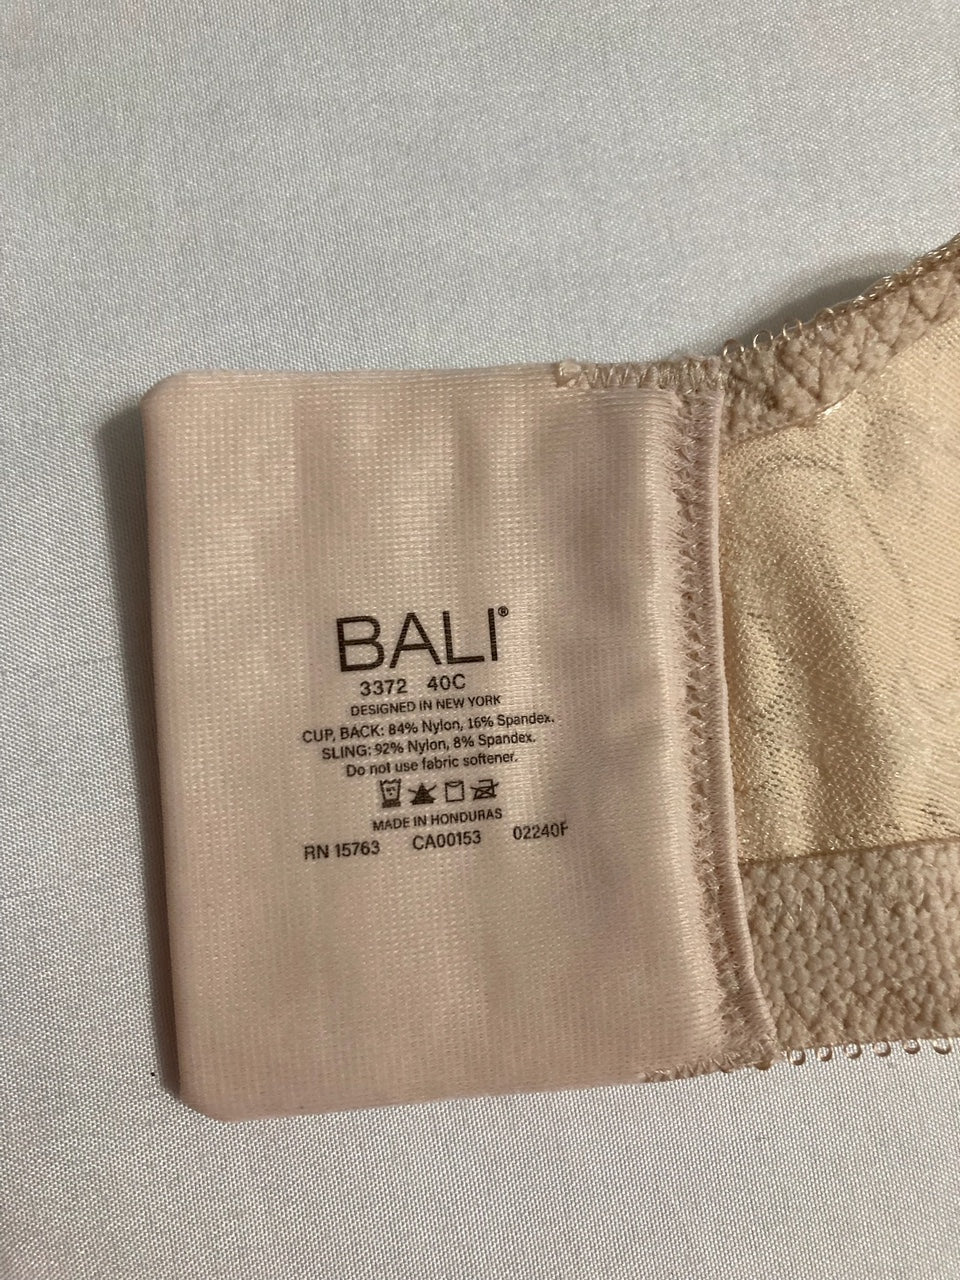 BALI®
3372 40C
DESIGNED IN NEW YORK
CUP, BACK: 84% Nylon, 16% Spandex.
SLING: 92% Nylon, 8% Spandex.
Do not use fabric softener.
MADE IN HONDURAS
RN 15763 CA00153 02240F